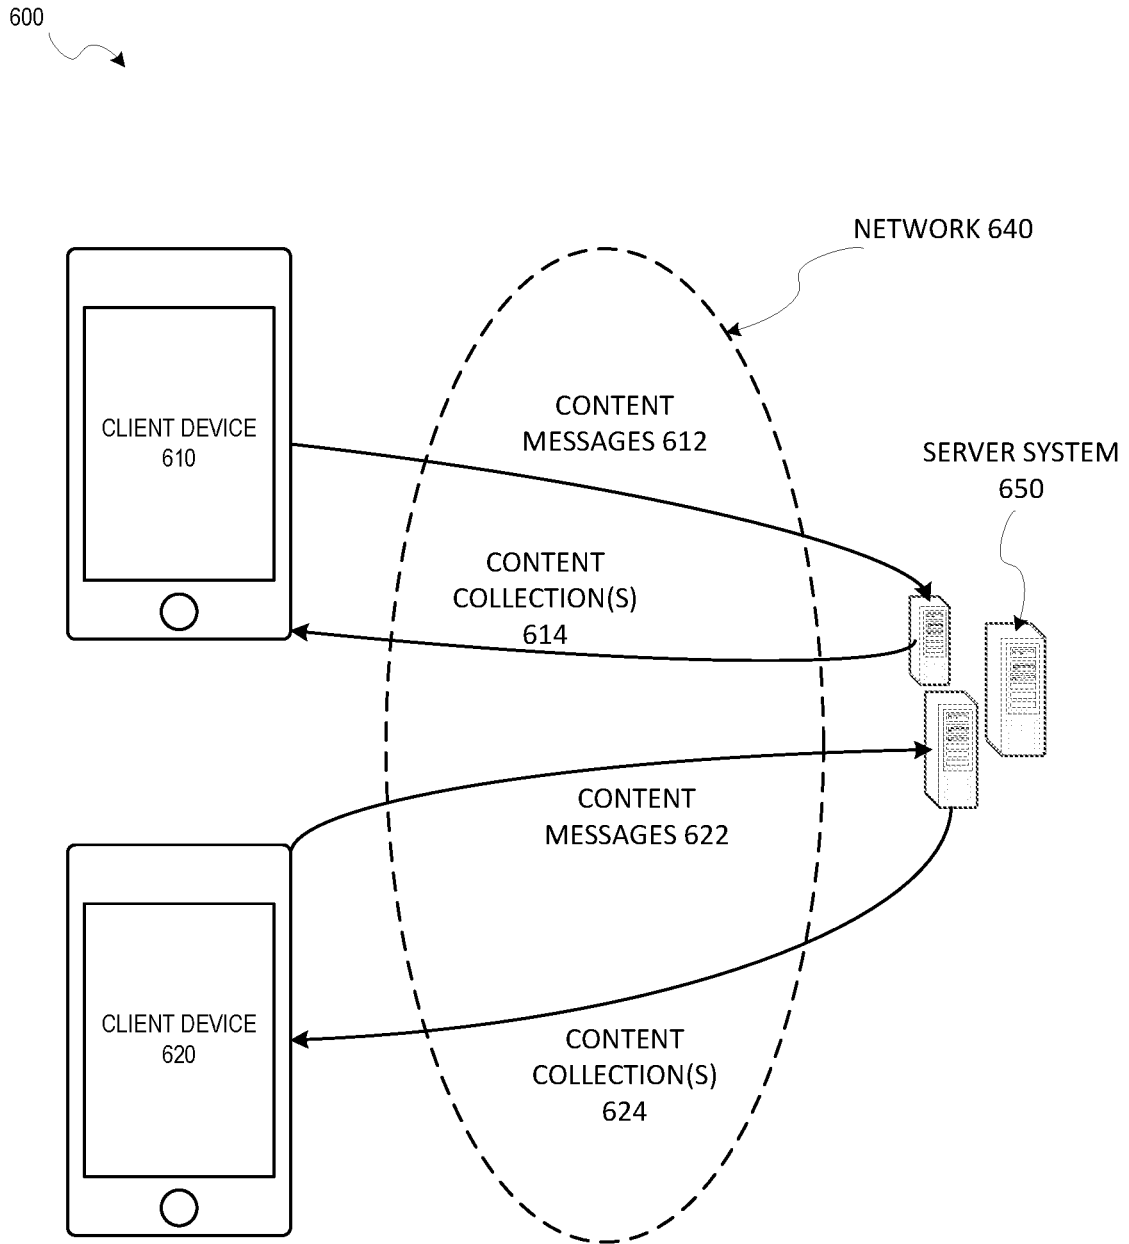 600
NETWORK 640
CONTENT
MESSAGES 612
CLIENT DEVICE
610
SERVER SYSTEM
650
CONTENT
COLLECTION(S)
614
CONTENT
MESSAGES 622
CLIENT DEVICE
620
CONTENT
COLLECTION(S)
624